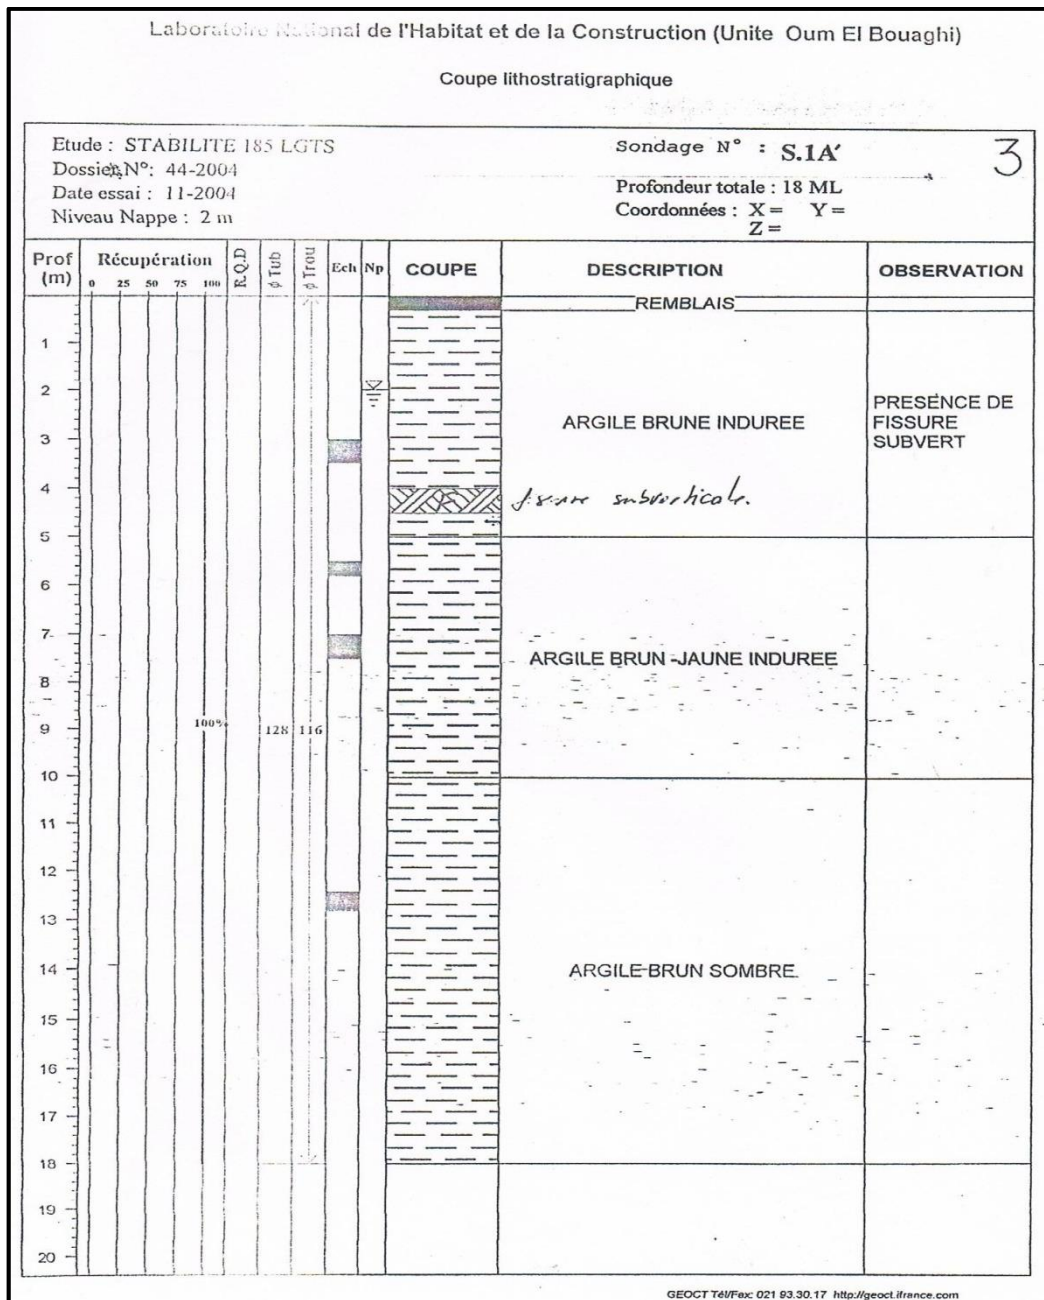 Laboratoire National de l'Habitat et de la Construction (Unite Oum El Bouaghi)
Coupe lithostratigraphique
Etude : STABILITE 185 LGTS
Dossier N°: 44-2004
Date essai : 11-2004
Niveau Nappe : 2 m
Sondage N° : S.1A'
3
Profondeur totale : 18 ML
Coordonnées : X = Y =
Z =
Prof (m) Récupération R.Q.D ϕ Tub ϕ Trou Ech Np COUPE DESCRIPTION OBSERVATION
0 25 50 75 100
REMBLAIS
1
2
PRESENCE DE
FISSURE
SUBVERT
ARGILE BRUNE INDUREE
3
4
subverticale.
5
6
7
ARGILE BRUN -JAUNE INDUREE
8
9
100% 128 116
10
11
12
13
14
ARGILE BRUN SOMBRE
15
16
17
18
19
20
GEOCT Tél/Fax: 021 93.30.17 http://geoct.ifrance.com